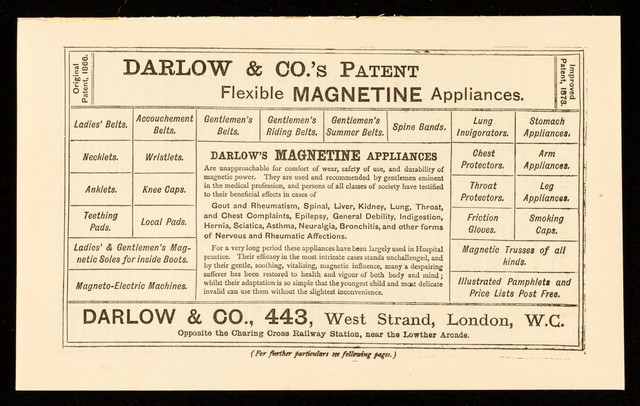 Original Patent, 1866.
DARLOW & CO.'S PATENT
Flexible MAGNETINE Appliances.
Improved Patent, 1873.
Ladies' Belts.
Accouchement Belts.
Gentlemen's Belts.
Gentlemen's Riding Belts.
Gentlemen's Summer Belts.
Spine Bands.
Lung Invigorators.
Stomach Appliances.
Necklets.
Wristlets.
Anklets.
Knee Caps.
Teething Pads.
Local Pads.
Ladies' & Gentlemen's Mag-
netic Soles for inside Boots.
Magneto-Electric Machines.
DARLOW'S MAGNETINE APPLIANCES
Are unapproachable for comfort of wear, safety of use, and durability of
magnetic power. They are used and recommended by gentlemen eminent
in the medical profession, and persons of all classes of society have testified
to their beneficial effects in cases of
Gout and Rheumatism, Spinal, Liver, Kidney, Lung, Throat,
and Chest Complaints, Epilepsy, General Debility, Indigestion,
Hernia, Sciatica, Asthma, Neuralgia, Bronchitis, and other forms
of Nervous and Rheumatic Affections.
For a very long period these appliances have been largely used in Hospital
practice. Their efficacy in the most intricate cases stands unchallenged, and
by their gentle, soothing, vitalising, magnetic influence, many a despairing
sufferer has been restored to health and vigour of both body and mind;
whilst their adaptation is so simple that the youngest child and most delicate
invalid can use them without the slightest inconvenience.
Chest Protectors.
Arm Appliances.
Throat Protectors.
Leg Appliances.
Friction Gloves.
Smoking Caps.
Magnetic Trusses of all
kinds.
Illustrated Pamphlets and
Price Lists Post Free.
DARLOW & CO., 443, West Strand, London, W.C.
Opposite the Charing Cross Railway Station, near the Lowther Arcade.
(For further particulars see following pages.)